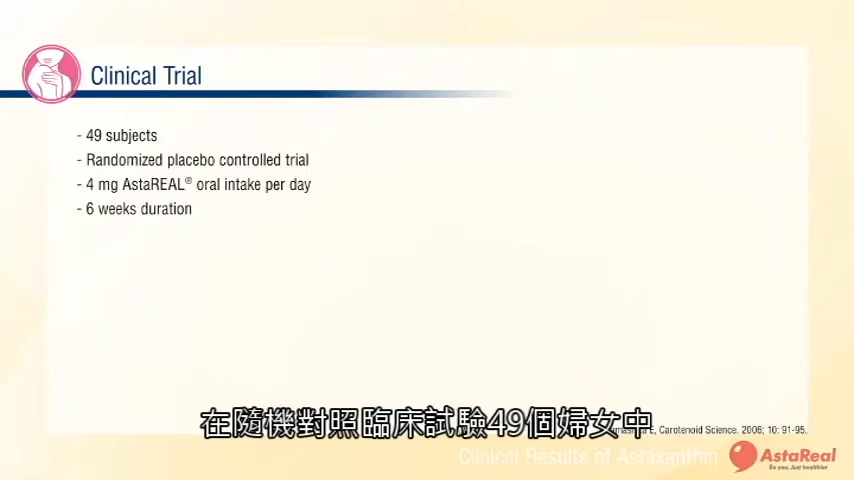 Clinical Trial
- 49 subjects
- Randomized placebo controlled trial
- 4 mg AstaREAL® oral intake per day
- 6 weeks duration
在隨機對照臨床試驗49個婦女中
E, Carotenoid Science. 2006; 10: 91-95.
Clinical Results of Astaxanthin
AstaReal
Be you, Just healthier